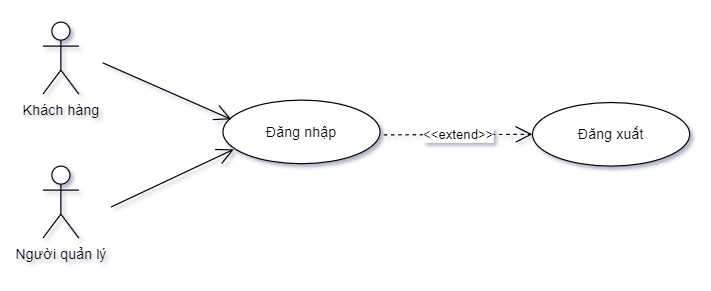 Khách hàng
Đăng nhập
<<extend>>
Đăng xuất
Người quản lý